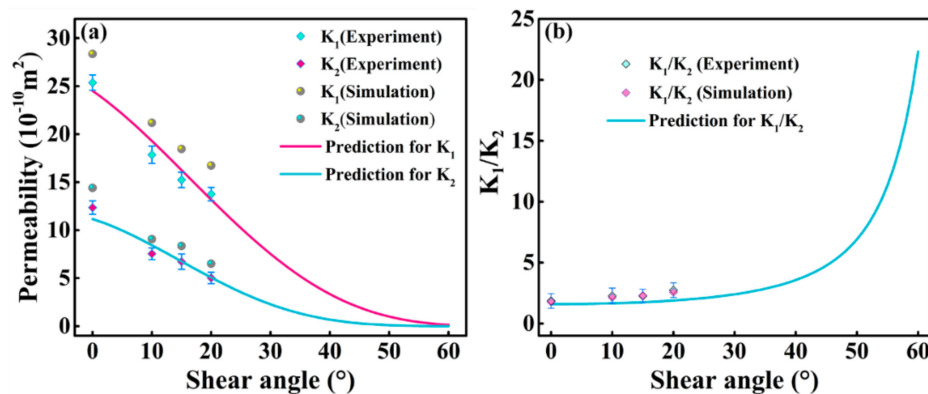 (a)
K₁(Experiment)
K₂(Experiment)
K₁(Simulation)
K₂(Simulation)
Prediction for K₁
Prediction for K₂
Permeability (10⁻¹⁰ m²)
30
25
20
15
10
5
0
0 10 20 30 40 50 60
Shear angle (°)
(b)
K₁/K₂ (Experiment)
K₁/K₂ (Simulation)
Prediction for K₁/K₂
K₁/K₂
25
20
15
10
5
0
0 10 20 30 40 50 60
Shear angle (°)